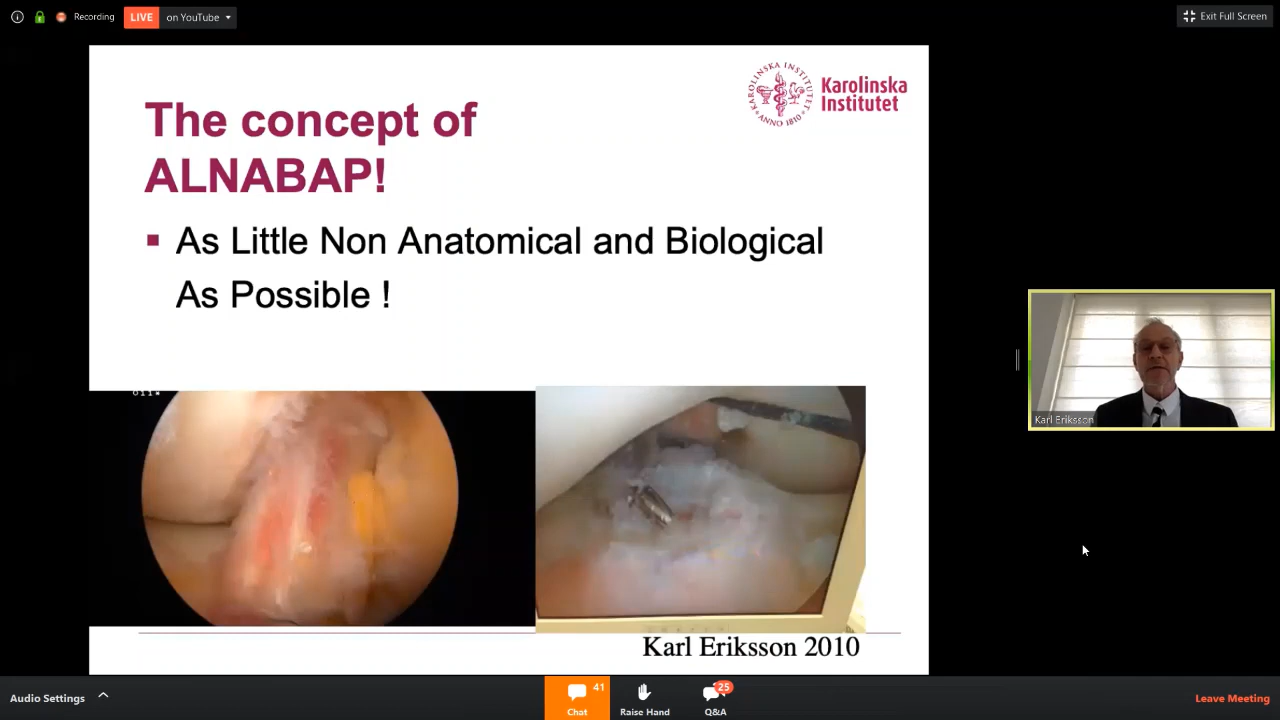 Recording
LIVE
on YouTube
Exit Full Screen
KAROLINSKA INSTITUTET
ANNO 1810
Karolinska
Institutet
The concept of
ALNABAP!
As Little Non Anatomical and Biological
As Possible !
Karl Eriksson
Karl Eriksson 2010
Audio Settings
41
Chat
Raise Hand
25
Q&A
Leave Meeting